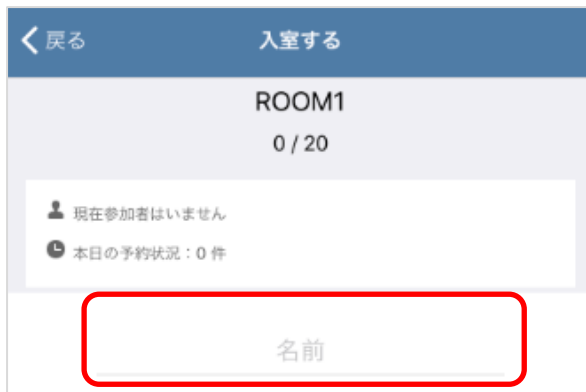 戻る 入室する
ROOM1
0 / 20
現在参加者はいません
本日の予約状況：0 件
名前